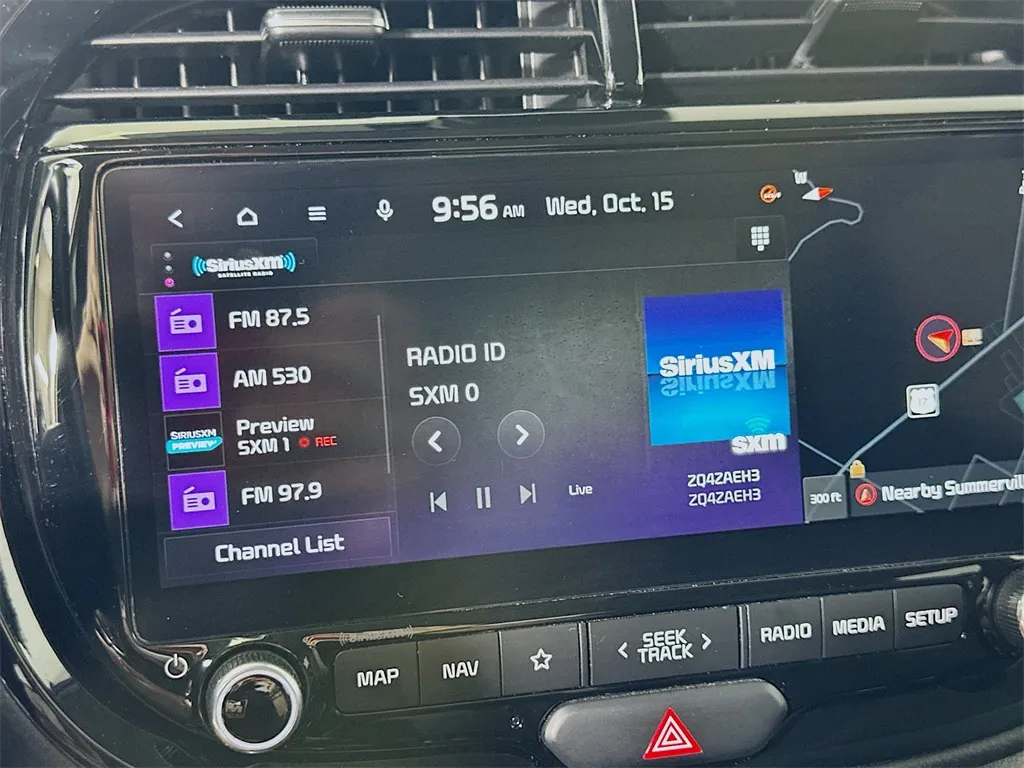 9:56 AM Wed, Oct. 15
W
SiriusXM
SATELLITE RADIO
FM 87.5
AM 530
SIRIUSXM
PREVIEW
Preview
SXM 1 REC
FM 97.9
Channel List
RADIO ID
SXM 0
Live
SiriusXM
sxm
ZQ4ZAEH3
ZQ4ZAEH3
17
300 ft
Nearby Summervil
SiriusXM
MAP
NAV
SEEK
TRACK
RADIO
MEDIA
SETUP